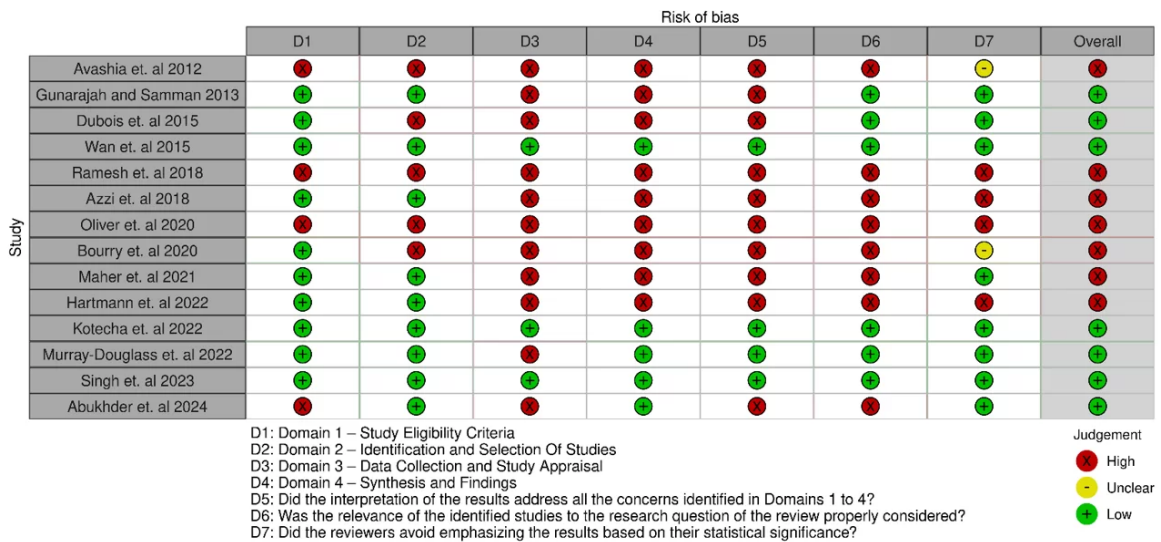 Risk of bias
D1 D2 D3 D4 D5 D6 D7 Overall
Study
Avashia et. al 2012 X X X X X X - X
Gunarajah and Samman 2013 + + X X X + + +
Dubois et. al 2015 + X X X X + + +
Wan et. al 2015 + + + + + + + +
Ramesh et. al 2018 X X X X X X X X
Azzi et. al 2018 + + X X X X X X
Oliver et. al 2020 X X X X X X X X
Bourry et. al 2020 + X X X X X - X
Maher et. al 2021 + + X X X X + X
Hartmann et. al 2022 + + X X X X X X
Kotecha et. al 2022 + + + + + + + +
Murray-Douglass et. al 2022 + + X + + + + +
Singh et. al 2023 + + + + + + + +
Abukhder et. al 2024 X + X + X X + +
D1: Domain 1 – Study Eligibility Criteria
D2: Domain 2 – Identification and Selection Of Studies
D3: Domain 3 – Data Collection and Study Appraisal
D4: Domain 4 – Synthesis and Findings
D5: Did the interpretation of the results address all the concerns identified in Domains 1 to 4?
D6: Was the relevance of the identified studies to the research question of the review properly considered?
D7: Did the reviewers avoid emphasizing the results based on their statistical significance?
Judgement
X High
- Unclear
+ Low